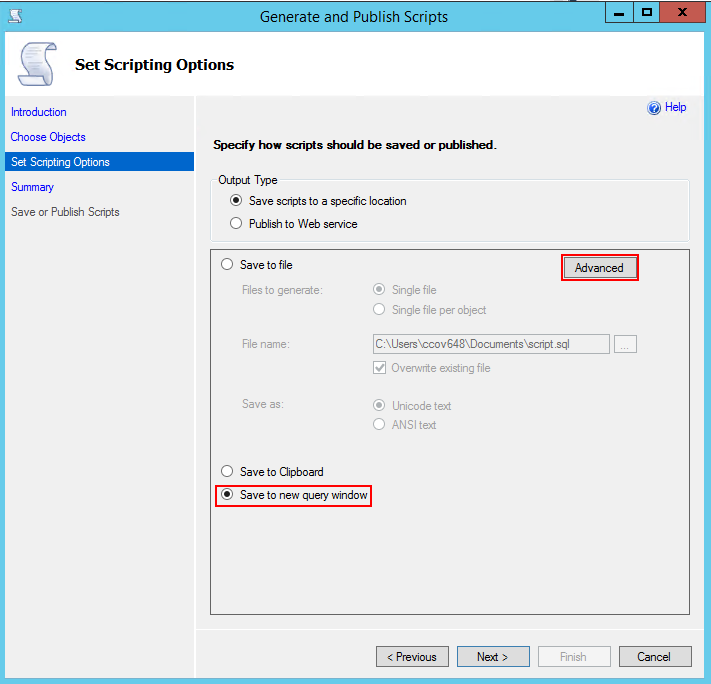 Generate and Publish Scripts
Set Scripting Options
Introduction
Choose Objects
Set Scripting Options
Summary
Save or Publish Scripts
Help
Specify how scripts should be saved or published.
Output Type
Save scripts to a specific location
Publish to Web service
Save to file
Advanced
Files to generate:
Single file
Single file per object
File name:
C:\Users\ccov648\Documents\script.sql
...
Overwrite existing file
Save as:
Unicode text
ANSI text
Save to Clipboard
Save to new query window
< Previous
Next >
Finish
Cancel